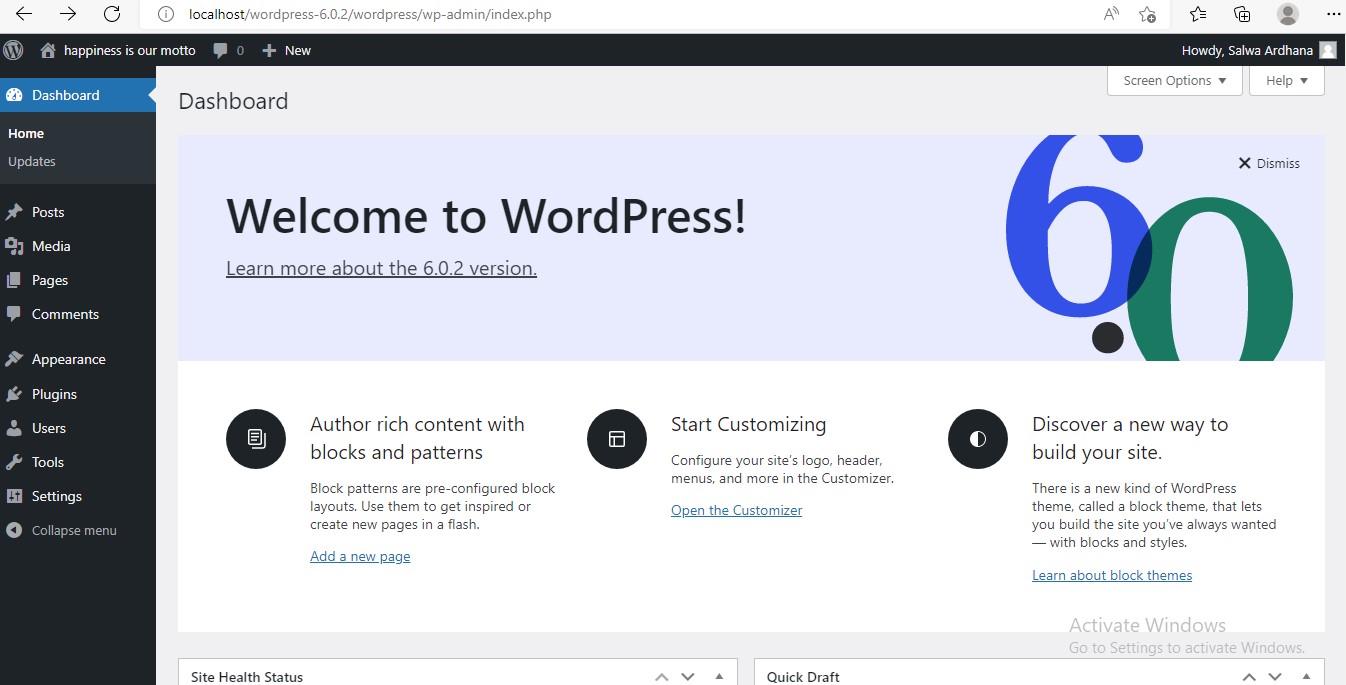 localhost/wordpress-6.0.2/wordpress/wp-admin/index.php
happiness is our motto 0 New Howdy, Salwa Ardhana
Dashboard
Home
Updates
Posts
Media
Pages
Comments
Appearance
Plugins
Users
Tools
Settings
Collapse menu
Screen Options Help
Dashboard
Dismiss
Welcome to WordPress!
Learn more about the 6.0.2 version.
6.0
Author rich content with
blocks and patterns
Block patterns are pre-configured block
layouts. Use them to get inspired or
create new pages in a flash.
Add a new page
Start Customizing
Configure your site's logo, header,
menus, and more in the Customizer.
Open the Customizer
Discover a new way to
build your site.
There is a new kind of WordPress
theme, called a block theme, that lets
you build the site you've always wanted
— with blocks and styles.
Learn about block themes
Activate Windows
Go to Settings to activate Windows.
Site Health Status
Quick Draft